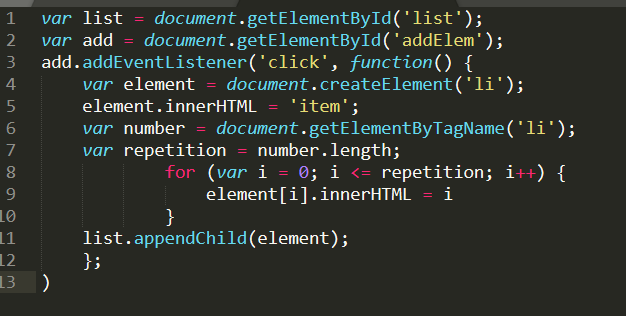 1 var list = document.getElementById('list');
2 var add = document.getElementById('addElem');
3 add.addEventListener('click', function() {
4 var element = document.createElement('li');
5 element.innerHTML = 'item';
6 var number = document.getElementByTagName('li');
7 var repetition = number.length;
8 for (var i = 0; i <= repetition; i++) {
9 element[i].innerHTML = i
10 }
11 list.appendChild(element);
12 };
13 )